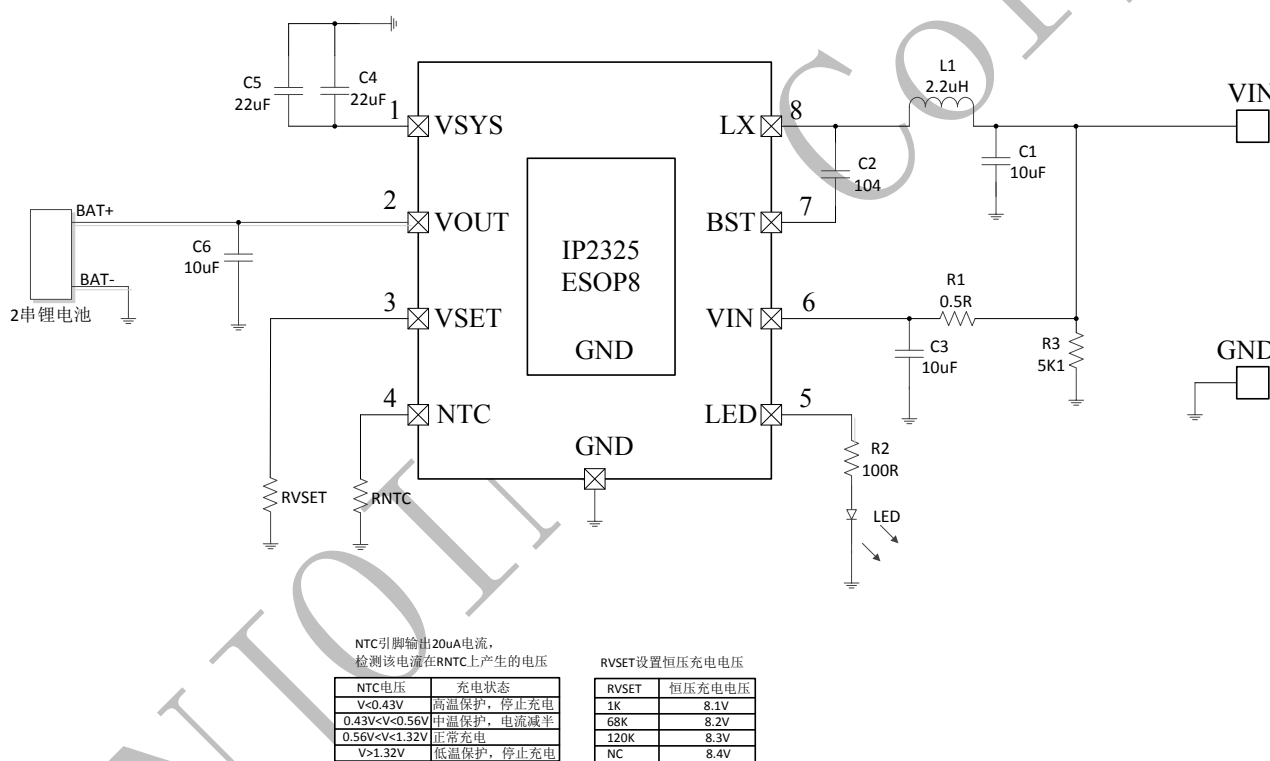 C5
22uF
C4
22uF
1
VSYS
2
VOUT
BAT+
BAT-
C6
10uF
2串锂电池
3
VSET
4
NTC
RVSET
RNTC
IP2325
ESOP8
GND
GND
LX
8
L1
2.2uH
VIN
C2
104
C1
10uF
BST
7
VIN
6
R1
0.5R
C3
10uF
R3
5K1
GND
LED
5
R2
100R
LED
NTC引脚输出20uA电流,
检测该电流在RNTC上产生的电压
NTC电压 充电状态
V<0.43V 高温保护，停止充电
0.43V<V<0.56V 中温保护，电流减半
0.56V<V<1.32V 正常充电
V>1.32V 低温保护，停止充电
RVSET设置恒压充电电压
RVSET 恒压充电电压
1K 8.1V
68K 8.2V
120K 8.3V
NC 8.4V